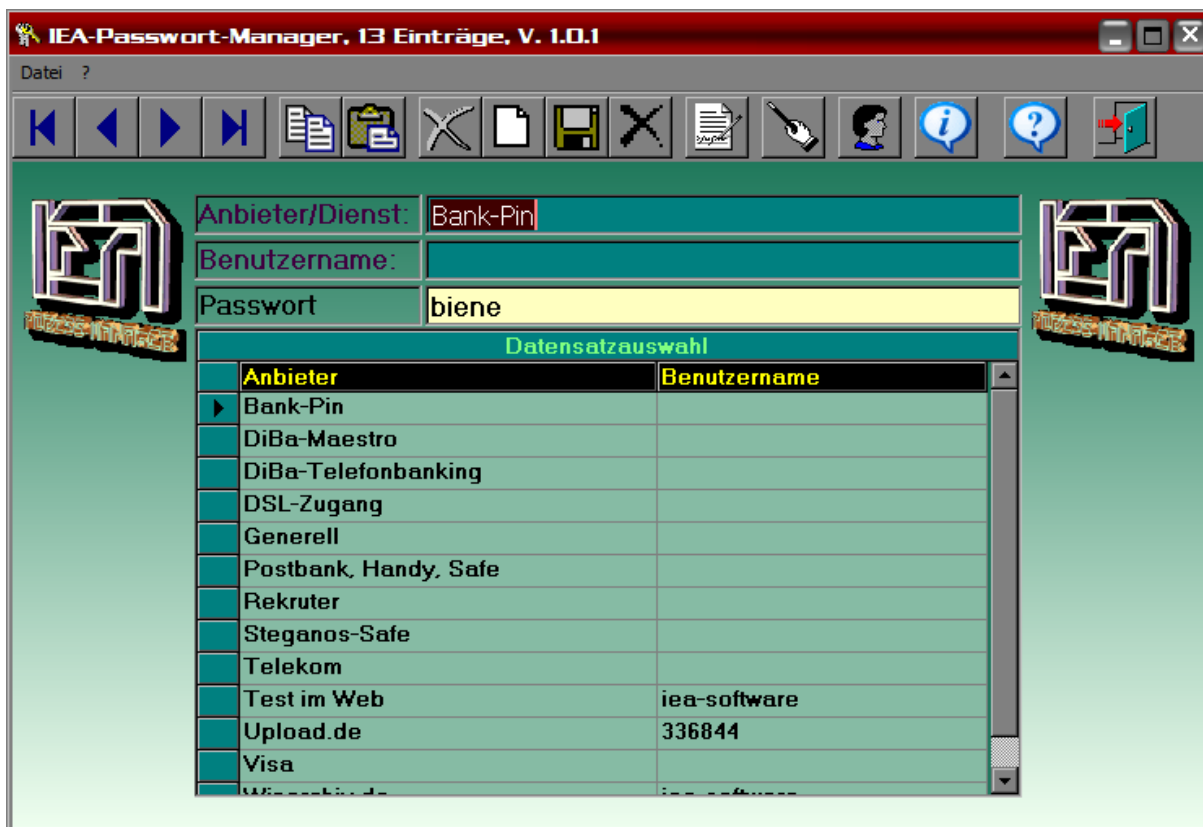 IEA-Passwort-Manager, 13 Einträge, V. 1.0.1
Datei ?
Anbieter/Dienst: Bank-Pin
Benutzername:
Passwort biene
Datensatzauswahl
Anbieter Benutzername
Bank-Pin
DiBa-Maestro
DiBa-Telefonbanking
DSL-Zugang
Generell
Postbank, Handy, Safe
Rekruter
Steganos-Safe
Telekom
Test im Web iea-software
Upload.de 336844
Visa